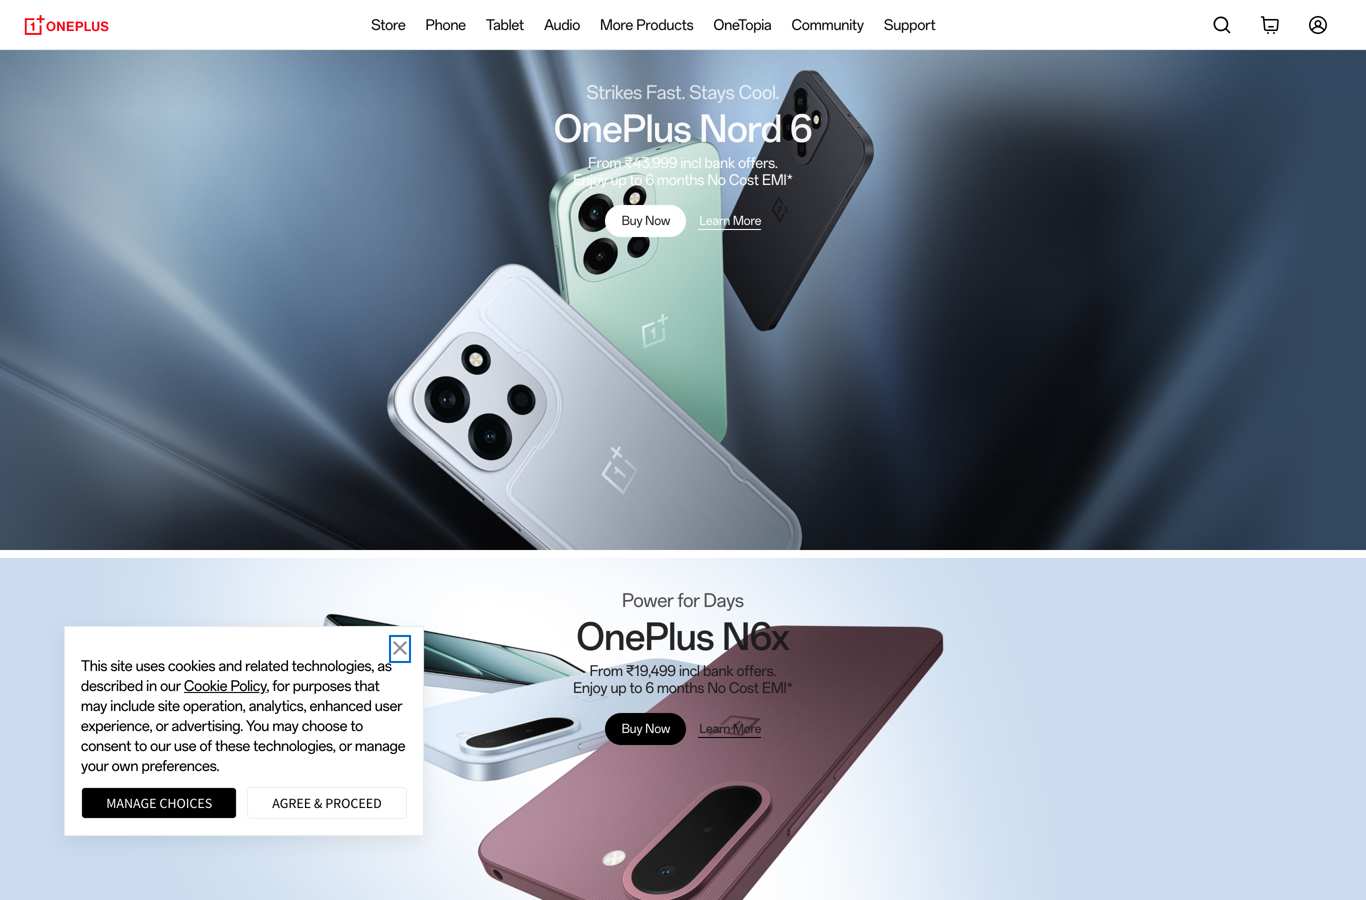 ONEPLUS
Store Phone Tablet Audio More Products OneTopia Community Support
Strikes Fast. Stays Cool.
OnePlus Nord 6
From ₹43,999 incl bank offers.
Enjoy up to 6 months No Cost EMI*
Buy Now Learn More
Power for Days
OnePlus N6x
From ₹19,499 incl bank offers.
Enjoy up to 6 months No Cost EMI*
Buy Now Learn More
This site uses cookies and related technologies, as
described in our Cookie Policy, for purposes that
may include site operation, analytics, enhanced user
experience, or advertising. You may choose to
consent to our use of these technologies, or manage
your own preferences.
MANAGE CHOICES AGREE & PROCEED